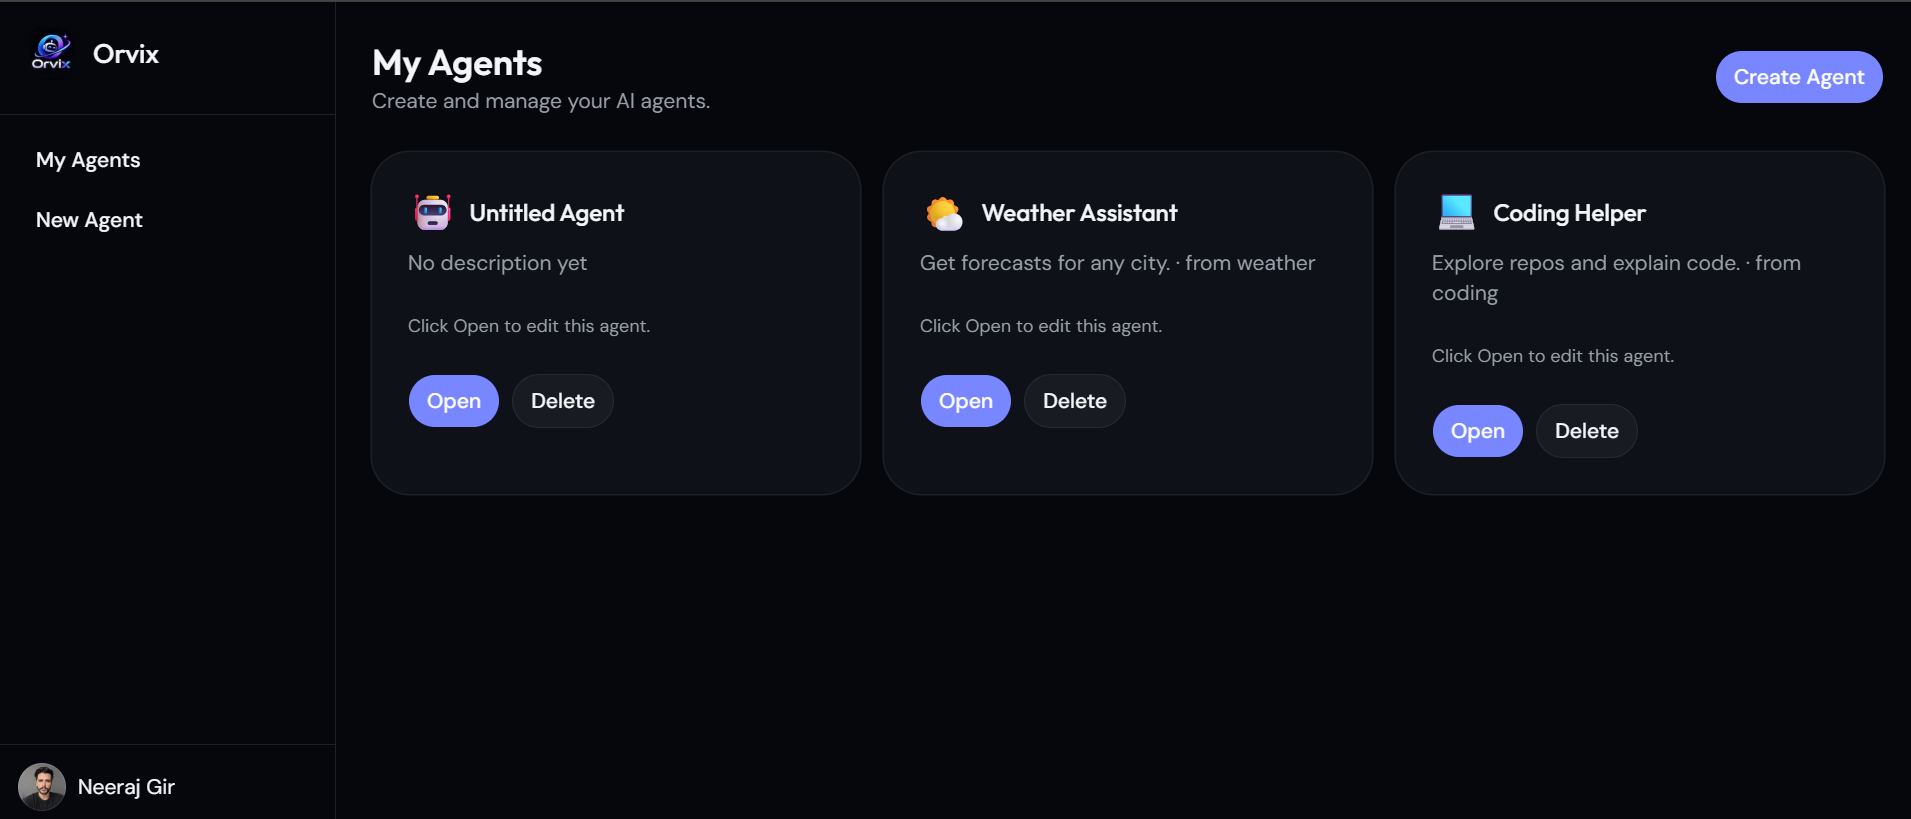 Orvix
Orvix
My Agents
New Agent
Neeraj Gir
My Agents
Create and manage your AI agents.
Create Agent
Untitled Agent
No description yet
Click Open to edit this agent.
Open
Delete
Weather Assistant
Get forecasts for any city. · from weather
Click Open to edit this agent.
Open
Delete
Coding Helper
Explore repos and explain code. · from
coding
Click Open to edit this agent.
Open
Delete